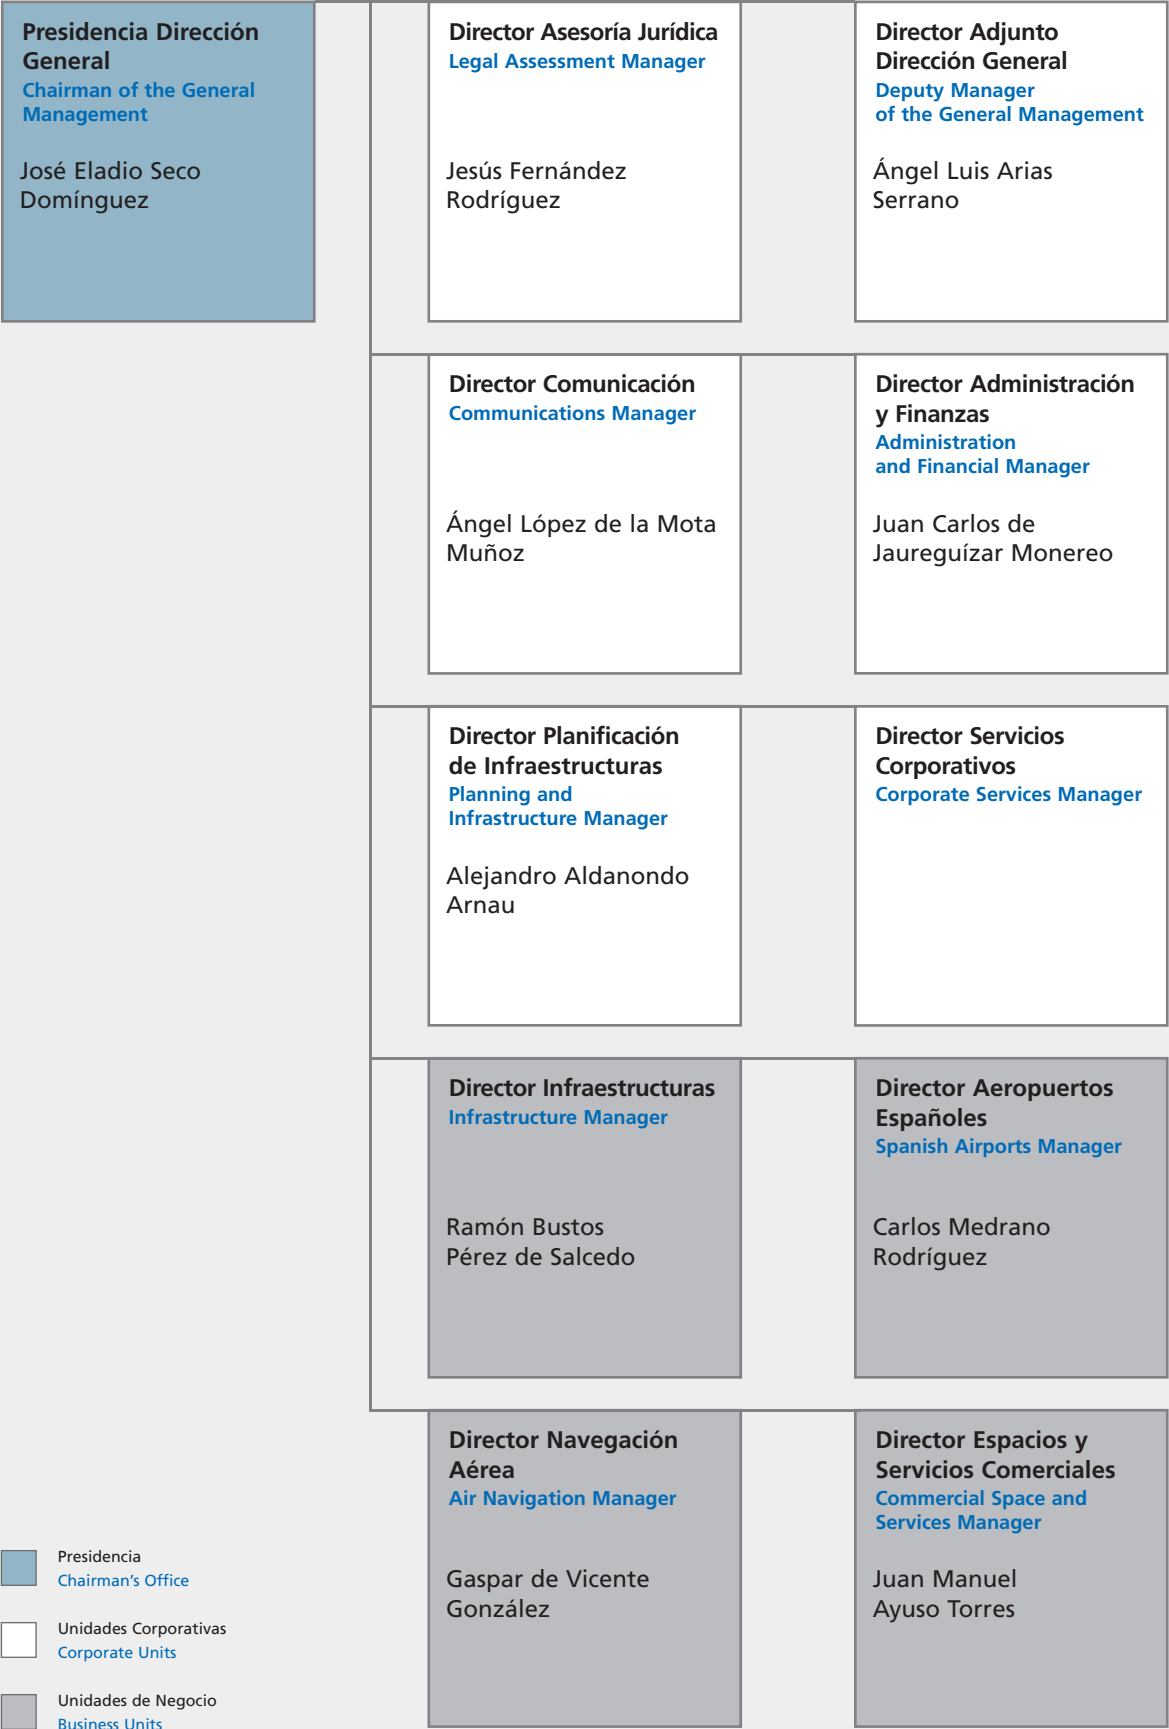 Presidencia Dirección
General
Chairman of the General
Management
José Eladio Seco
Domínguez
Director Asesoría Jurídica
Legal Assessment Manager
Jesús Fernández
Rodríguez
Director Adjunto
Dirección General
Deputy Manager
of the General Management
Ángel Luis Arias
Serrano
Director Comunicación
Communications Manager
Ángel López de la Mota
Muñoz
Director Administración
y Finanzas
Administration
and Financial Manager
Juan Carlos de
Jaureguízar Monereo
Director Planificación
de Infraestructuras
Planning and
Infrastructure Manager
Alejandro Aldanondo
Arnau
Director Servicios
Corporativos
Corporate Services Manager
Director Infraestructuras
Infrastructure Manager
Ramón Bustos
Pérez de Salcedo
Director Aeropuertos
Españoles
Spanish Airports Manager
Carlos Medrano
Rodríguez
Director Navegación
Aérea
Air Navigation Manager
Gaspar de Vicente
González
Director Espacios y
Servicios Comerciales
Commercial Space and
Services Manager
Juan Manuel
Ayuso Torres
Presidencia
Chairman's Office
Unidades Corporativas
Corporate Units
Unidades de Negocio
Business Units